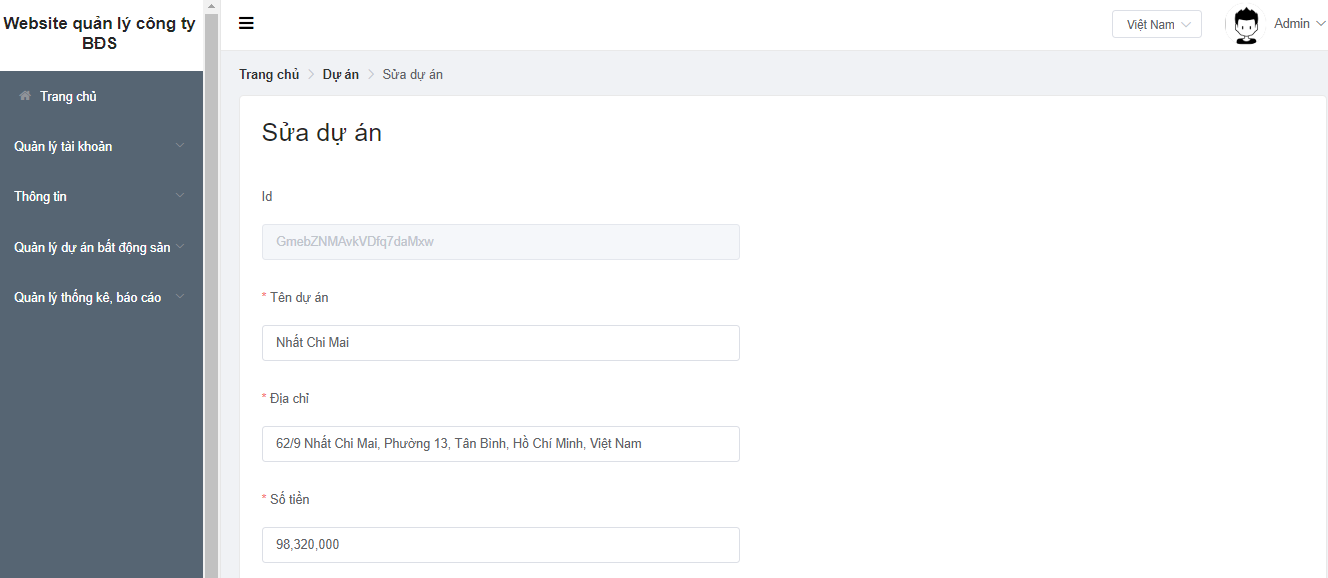 Website quản lý công ty
BDS
Trang chủ
Quản lý tài khoản
Thông tin
Quản lý dự án bất động sản
Quản lý thống kê, báo cáo
Việt Nam
Admin
Trang chủ > Dự án > Sửa dự án
Sửa dự án
Id
GmebZNMAvkVDfq7daMxw
* Tên dự án
Nhất Chi Mai
* Địa chỉ
62/9 Nhất Chi Mai, Phường 13, Tân Bình, Hồ Chí Minh, Việt Nam
* Số tiền
98,320,000